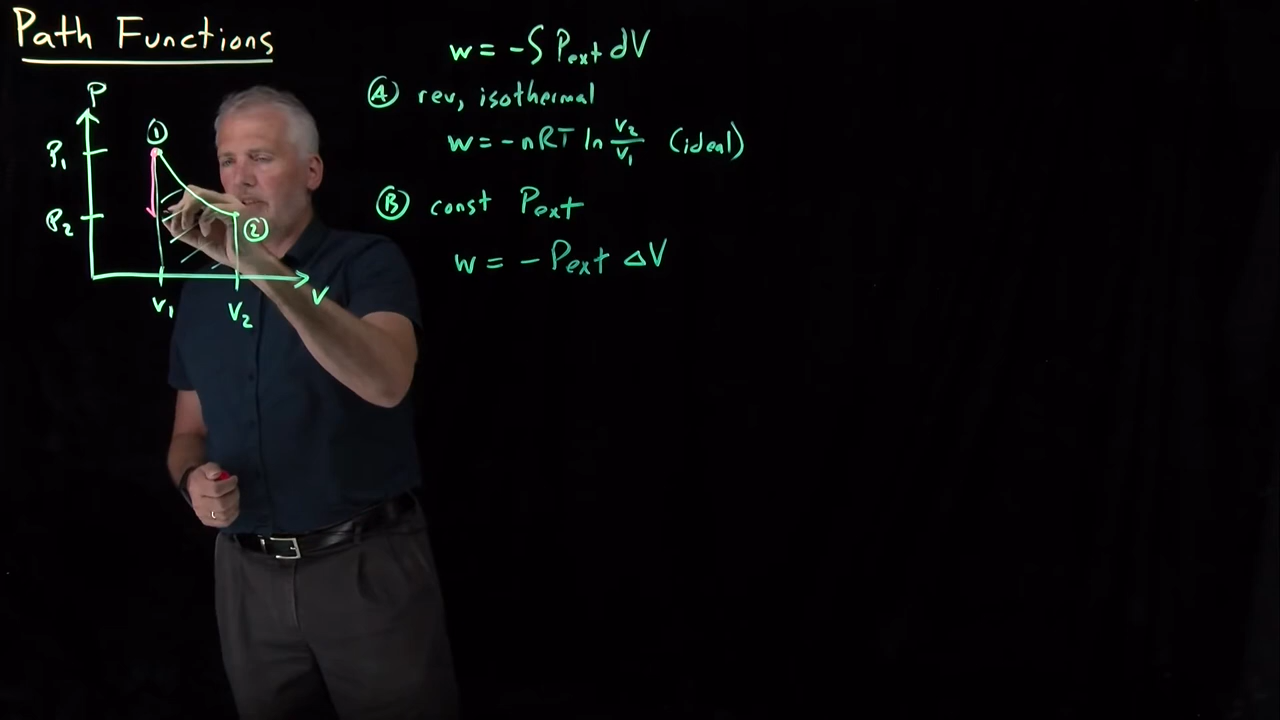 Path Functions
w = -∫ Pext dV
Ⓐ rev, isothermal
w = -nRT ln V2/V1 (ideal)
Ⓑ const Pext
w = - Pext ΔV
P
①
P1
P2
②
V
V1
V2